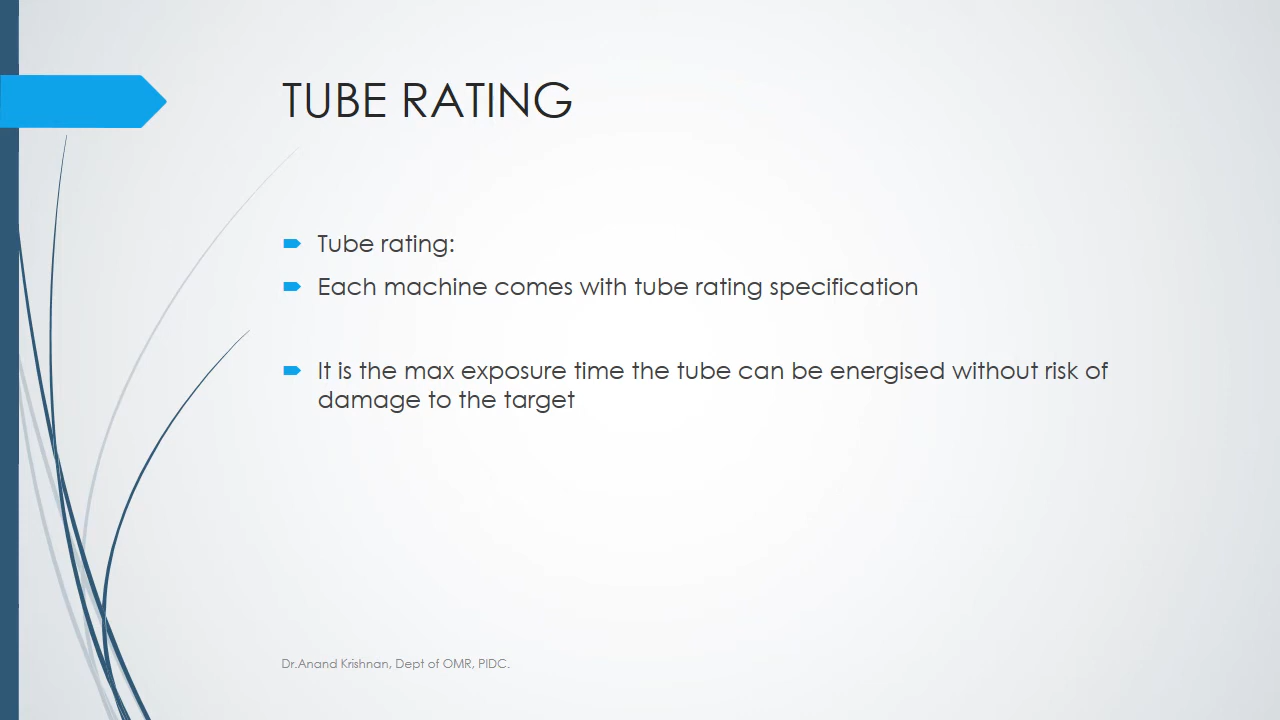 TUBE RATING
Tube rating:
Each machine comes with tube rating specification
It is the max exposure time the tube can be energised without risk of
damage to the target
Dr.Anand Krishnan, Dept of OMR, PIDC.